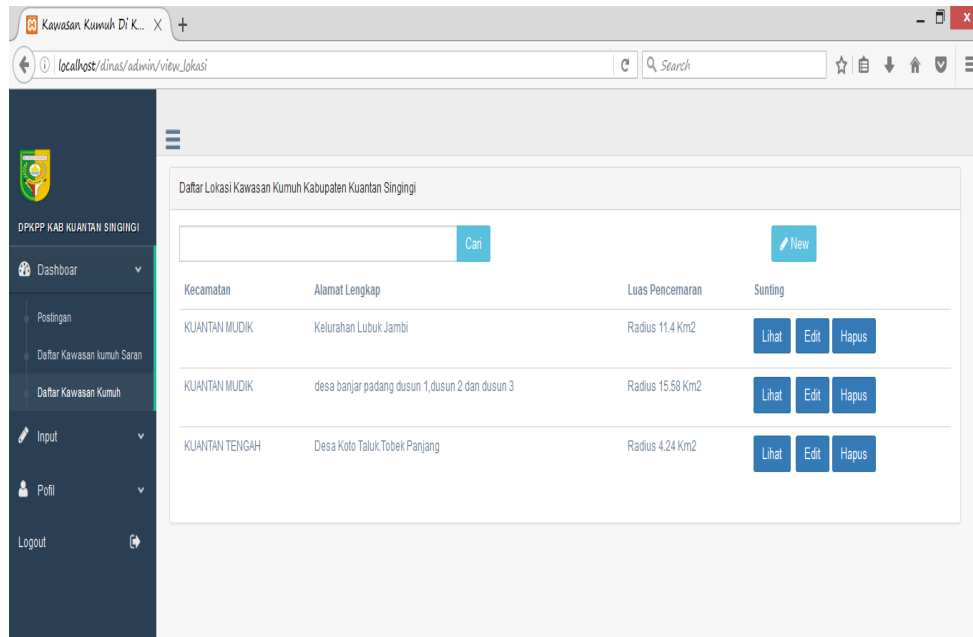 Kawasan Kumuh Di K...
localhost/dinas/admin/view_lokasi
Search
DPKPP KAB KUANTAN SINGINGI
Dashboar
Postingan
Daftar Kawasan kumuh Saran
Daftar Kawasan Kumuh
Input
Pofil
Logout
Daftar Lokasi Kawasan Kumuh Kabupaten Kuantan Singingi
Cari New
Kecamatan Alamat Lengkap Luas Pencemaran Sunting
KUANTAN MUDIK Kelurahan Lubuk Jambi Radius 11.4 Km2 Lihat Edit Hapus
KUANTAN MUDIK desa banjar padang dusun 1,dusun 2 dan dusun 3 Radius 15.58 Km2 Lihat Edit Hapus
KUANTAN TENGAH Desa Koto Taluk.Tobek Panjang Radius 4.24 Km2 Lihat Edit Hapus